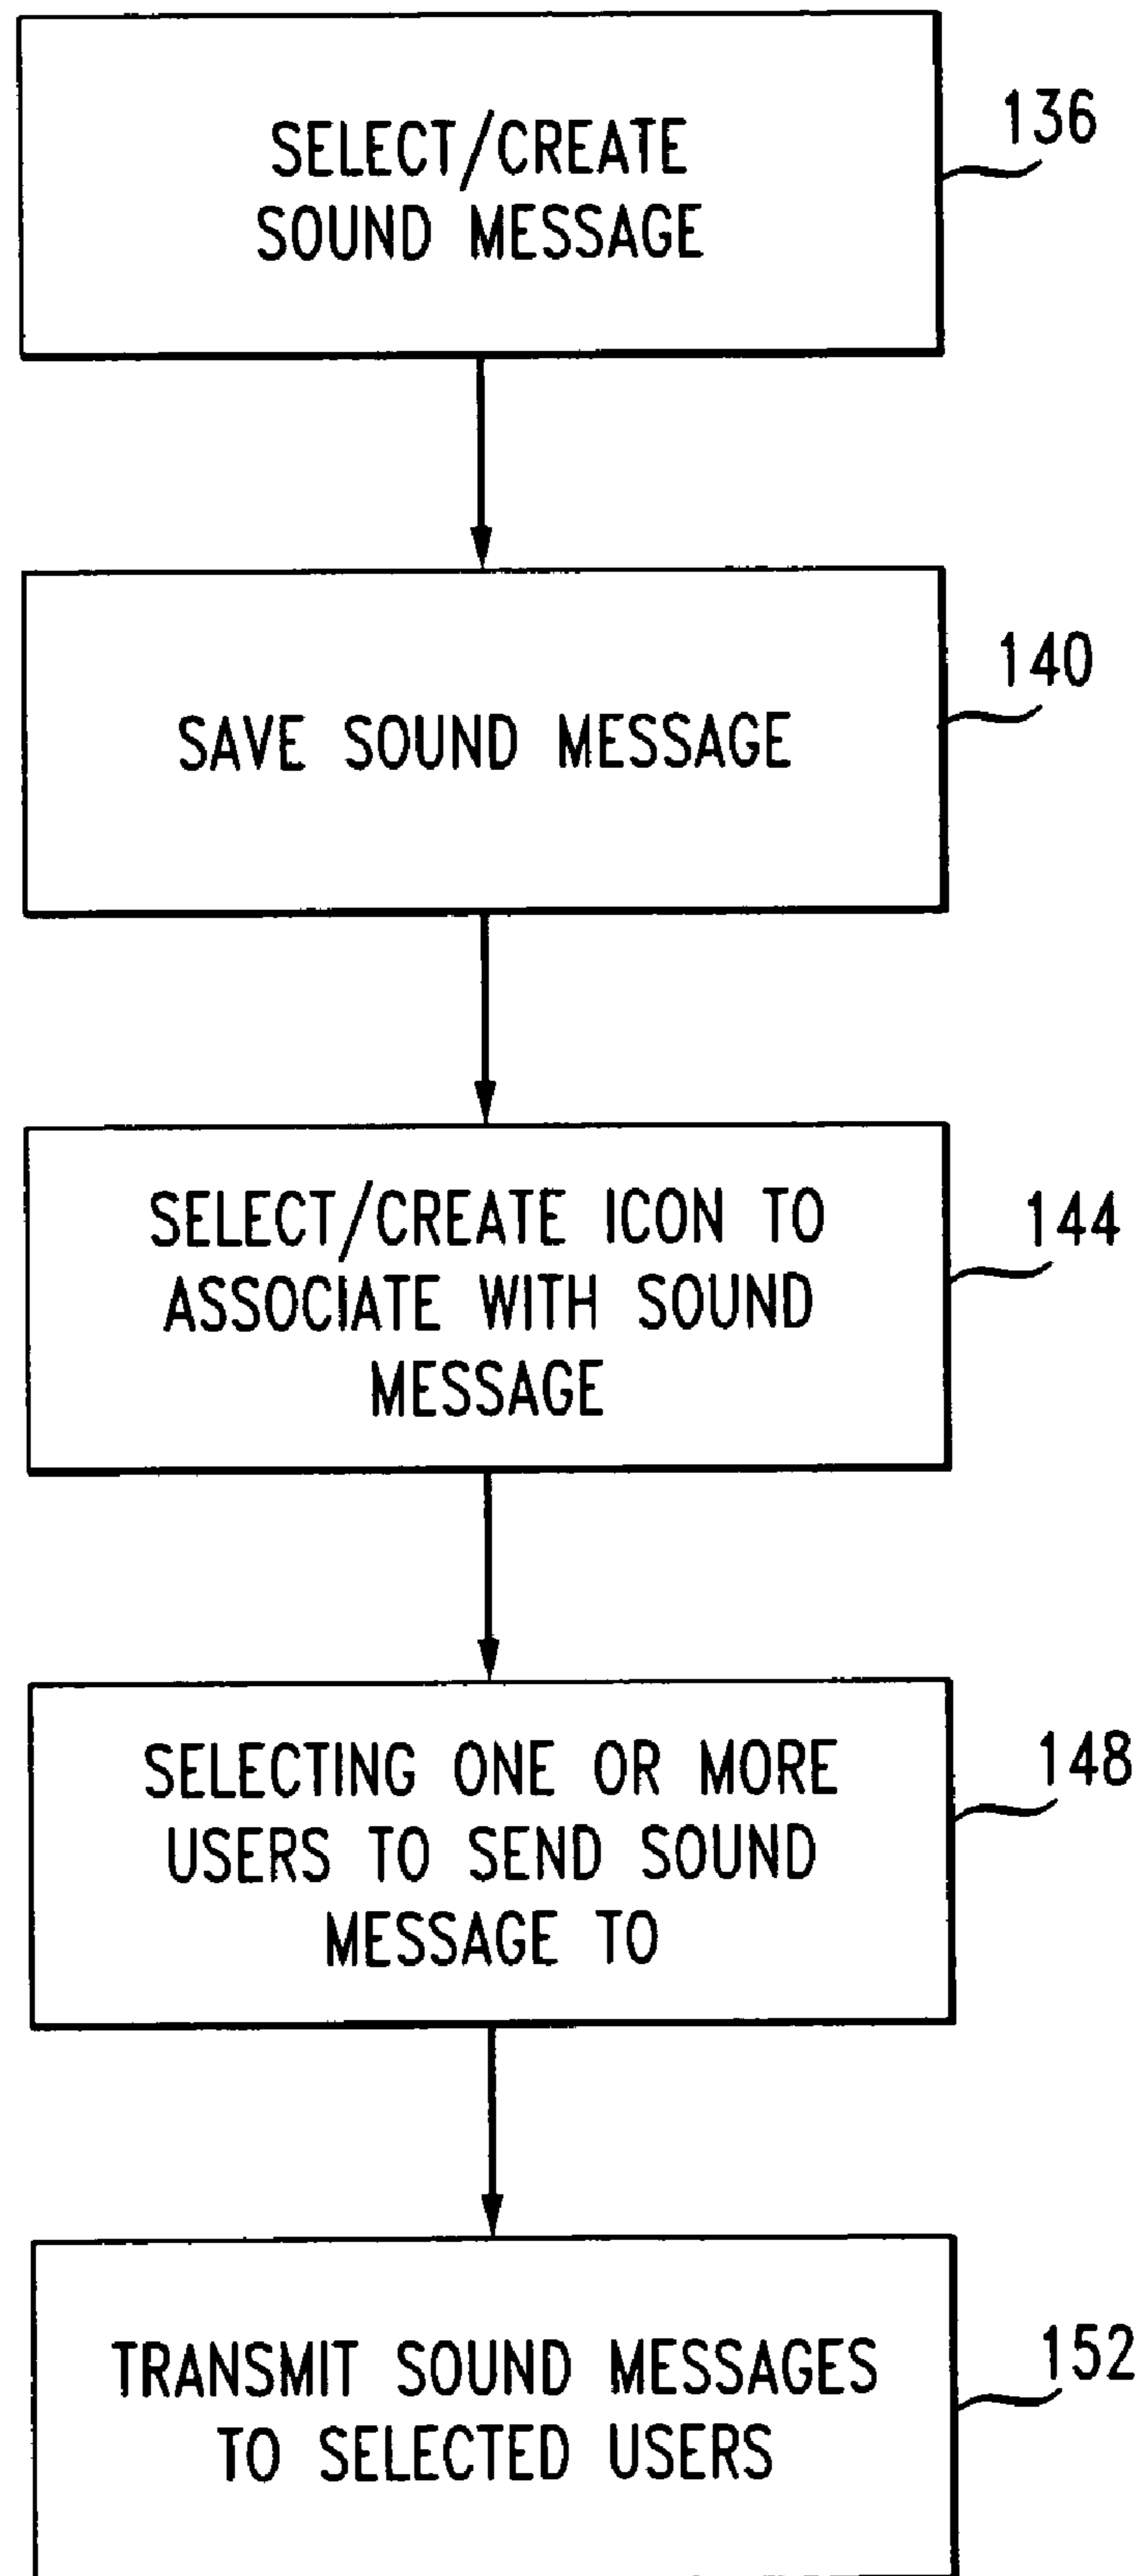 SELECT/CREATE
SOUND MESSAGE
136
SAVE SOUND MESSAGE
140
SELECT/CREATE ICON TO
ASSOCIATE WITH SOUND
MESSAGE
144
SELECTING ONE OR MORE
USERS TO SEND SOUND
MESSAGE TO
148
TRANSMIT SOUND MESSAGES
TO SELECTED USERS
152